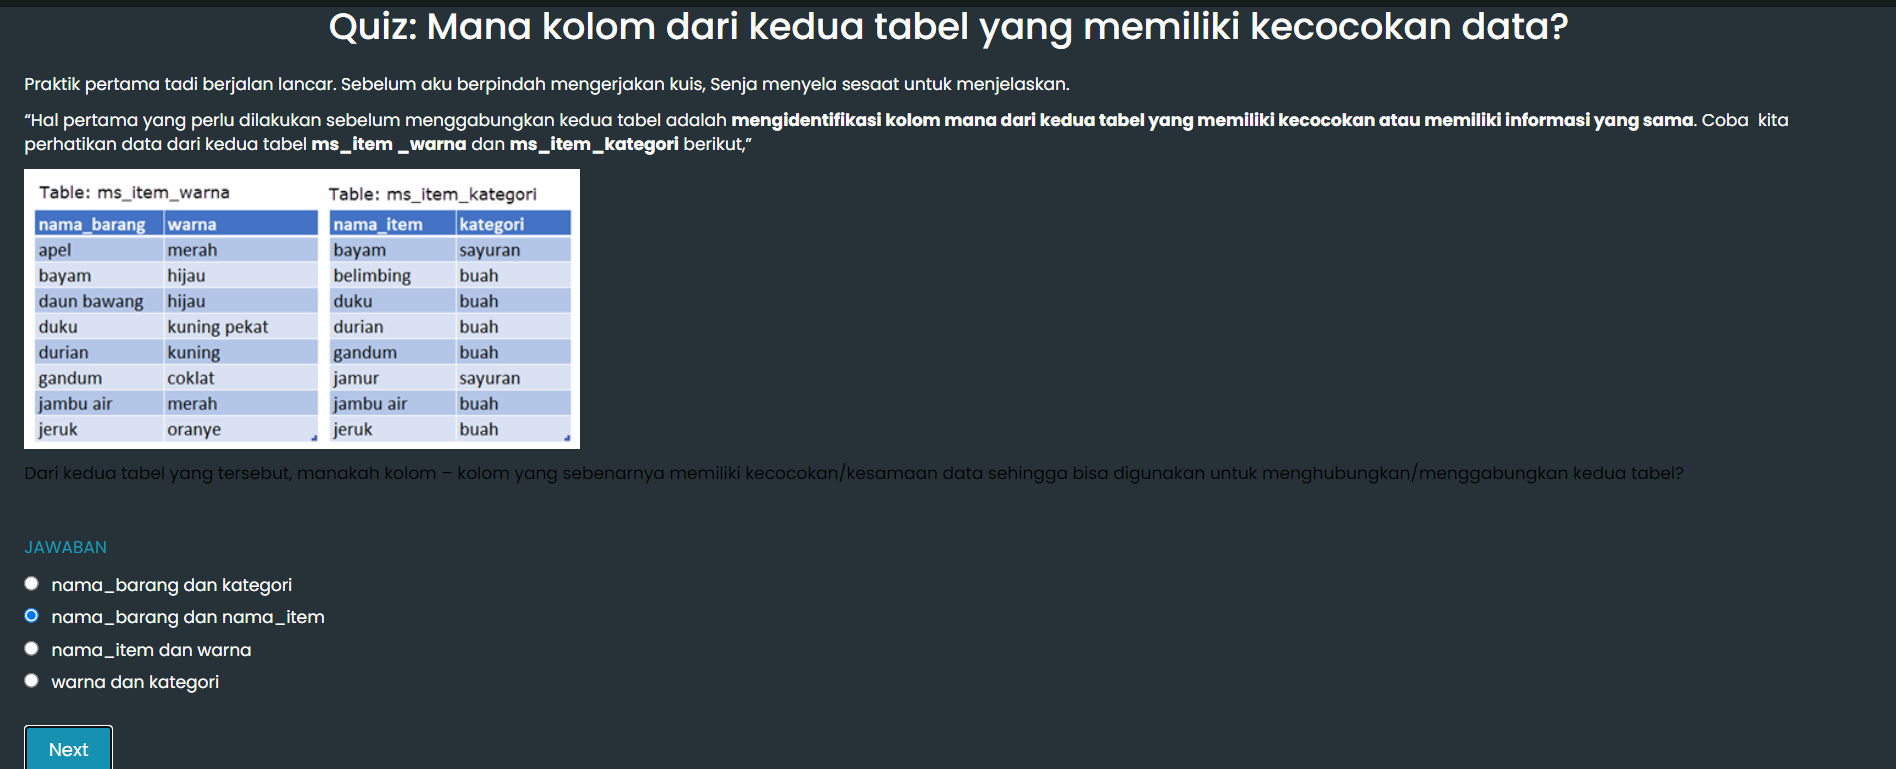 Quiz: Mana kolom dari kedua tabel yang memiliki kecocokan data?
Praktik pertama tadi berjalan lancar. Sebelum aku berpindah mengerjakan kuis, Senja menyela sesaat untuk menjelaskan.
“Hal pertama yang perlu dilakukan sebelum menggabungkan kedua tabel adalah mengidentifikasi kolom mana dari kedua tabel yang memiliki kecocokan atau memiliki informasi yang sama. Coba  kita
perhatikan data dari kedua tabel ms_item _warna dan ms_item_kategori berikut,”
Table: ms_item_warna
nama_barang warna
apel merah
bayam hijau
daun bawang hijau
duku kuning pekat
durian kuning
gandum coklat
jambu air merah
jeruk oranye
Table: ms_item_kategori
nama_item kategori
bayam sayuran
belimbing buah
duku buah
durian buah
gandum buah
jamur sayuran
jambu air buah
jeruk buah
Dari kedua tabel yang tersebut, manakah kolom – kolom yang sebenarnya memiliki kecocokan/kesamaan data sehingga bisa digunakan untuk menghubungkan/menggabungkan kedua tabel?
JAWABAN
nama_barang dan kategori
nama_barang dan nama_item
nama_item dan warna
warna dan kategori
Next